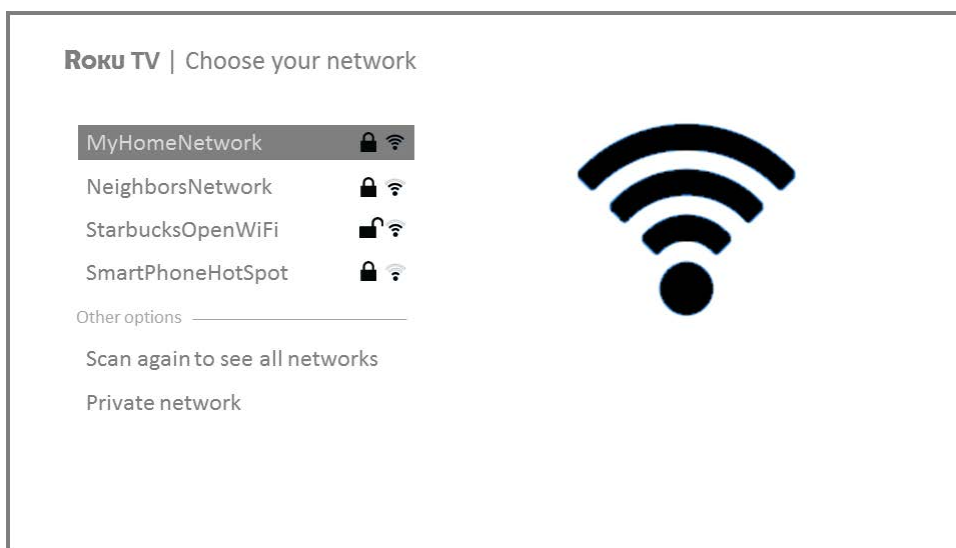 ROKU TV | Choose your network
MyHomeNetwork
NeighborsNetwork
StarbucksOpenWiFi
SmartPhoneHotSpot
Other options
Scan again to see all networks
Private network